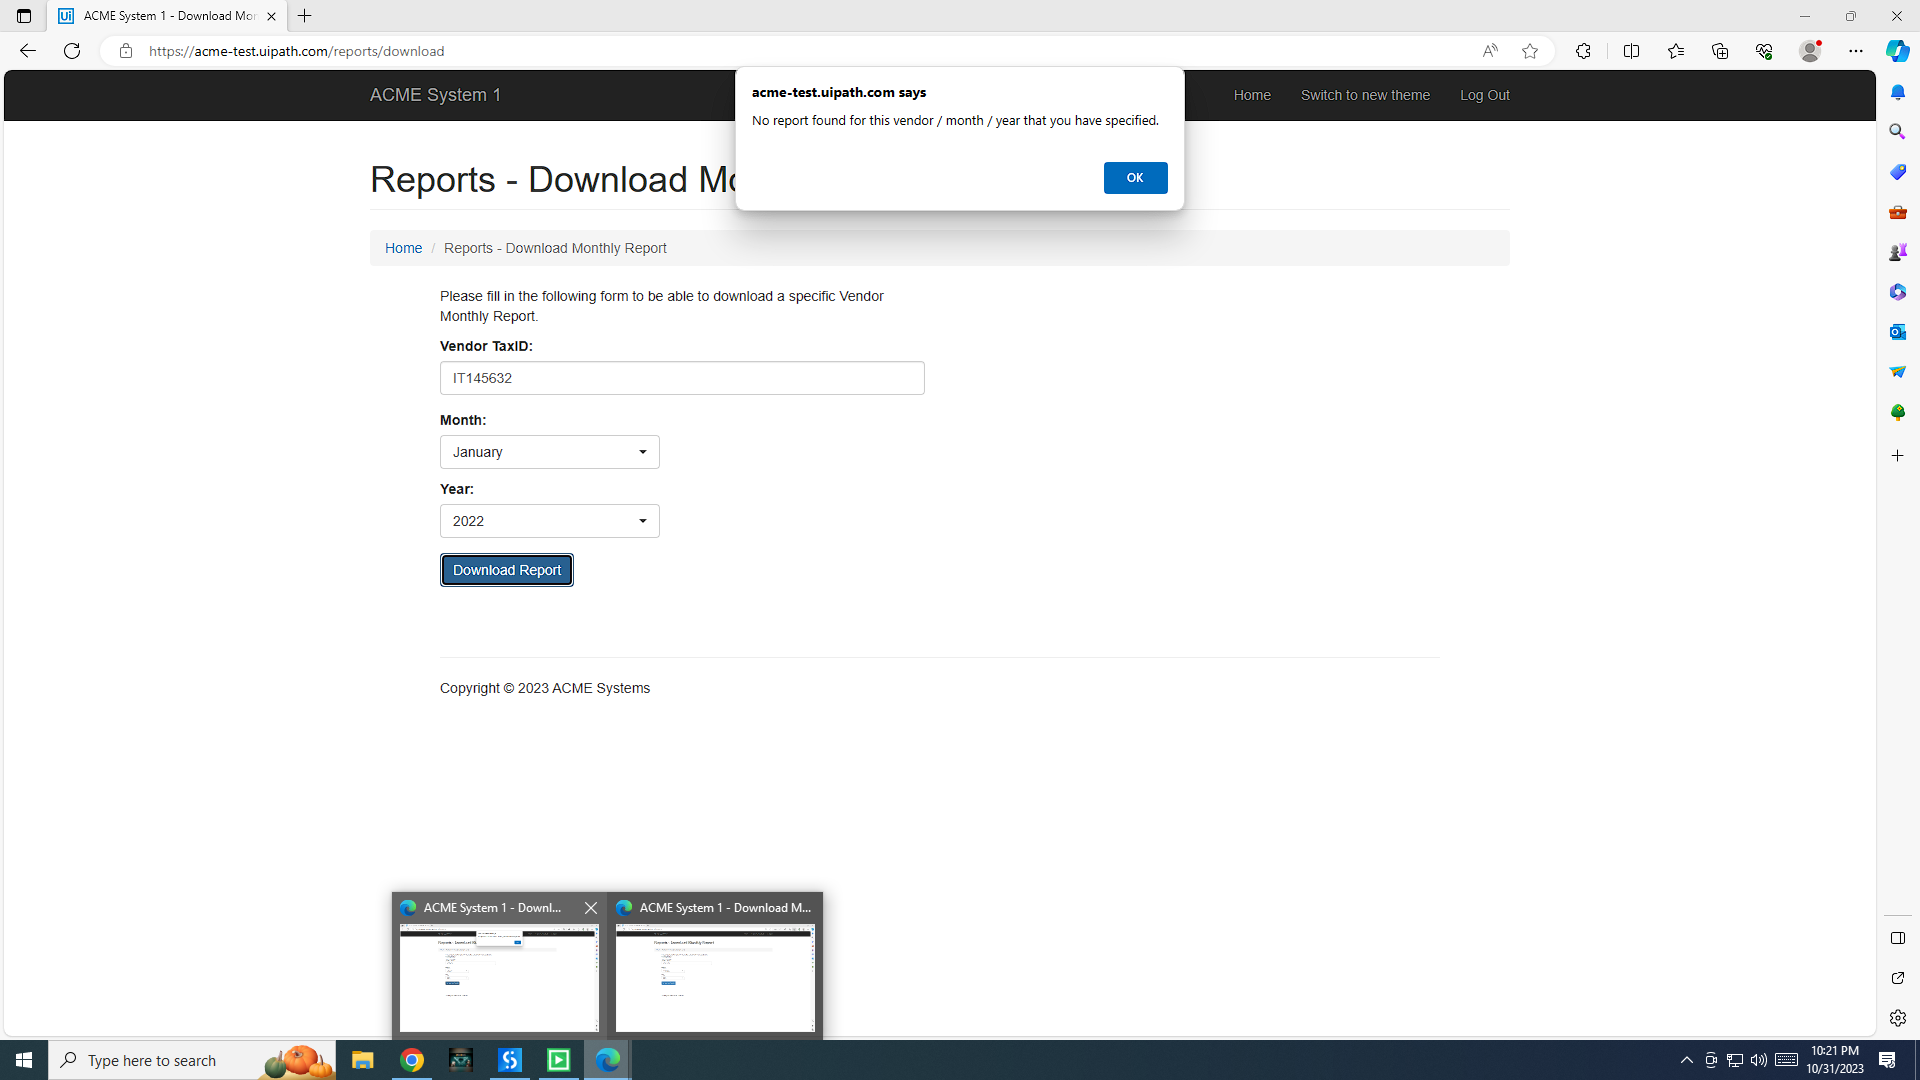 ACME System 1 - Download Mor
https://acme-test.uipath.com/reports/download
ACME System 1
Home
Switch to new theme
Log Out
acme-test.uipath.com says
No report found for this vendor / month / year that you have specified.
OK
Reports - Download Mo
Home / Reports - Download Monthly Report
Please fill in the following form to be able to download a specific Vendor
Monthly Report.
Vendor TaxID:
IT145632
Month:
January
Year:
2022
Download Report
Copyright © 2023 ACME Systems
ACME System 1 - Downl...
ACME System 1 - Download M...
Type here to search
10:21 PM
10/31/2023